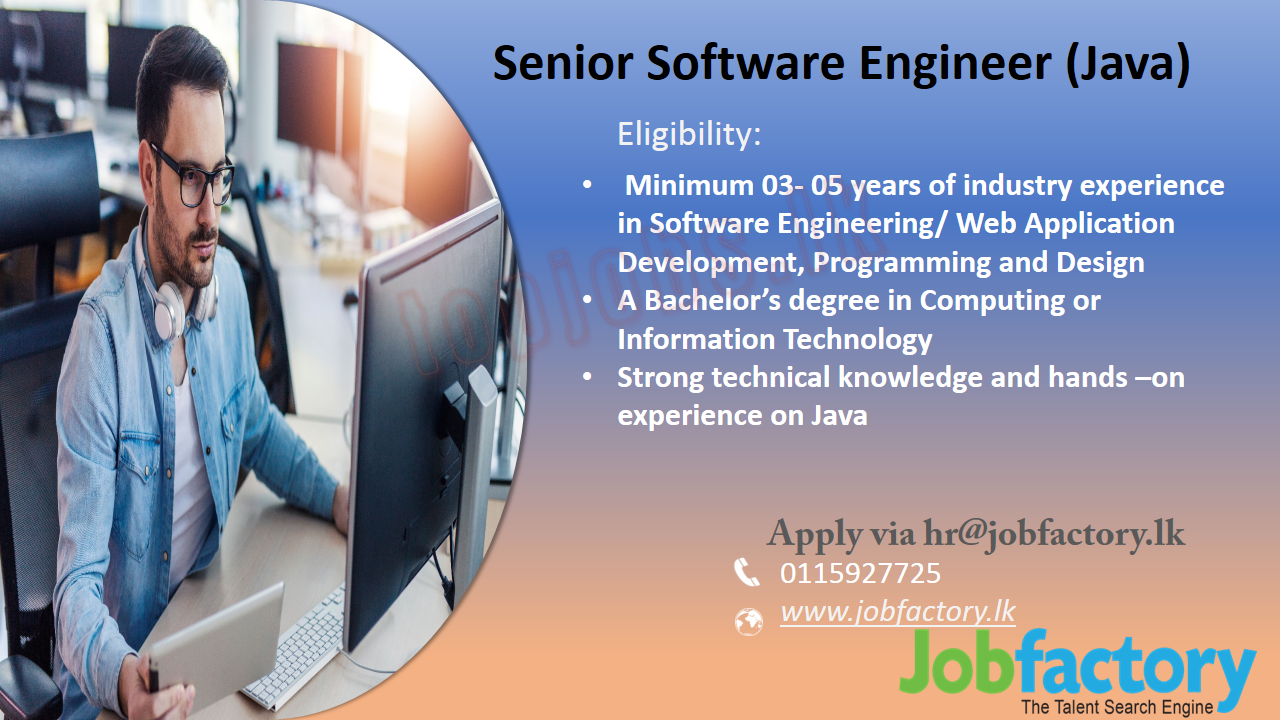 Senior Software Engineer (Java)
Eligibility:
• Minimum 03- 05 years of industry experience
in Software Engineering/ Web Application
Development, Programming and Design
• A Bachelor’s degree in Computing or
Information Technology
• Strong technical knowledge and hands –on
experience on Java
topjobs.lk
Apply via hr@jobfactory.lk
0115927725
www.jobfactory.lk
Jobfactory
The Talent Search Engine